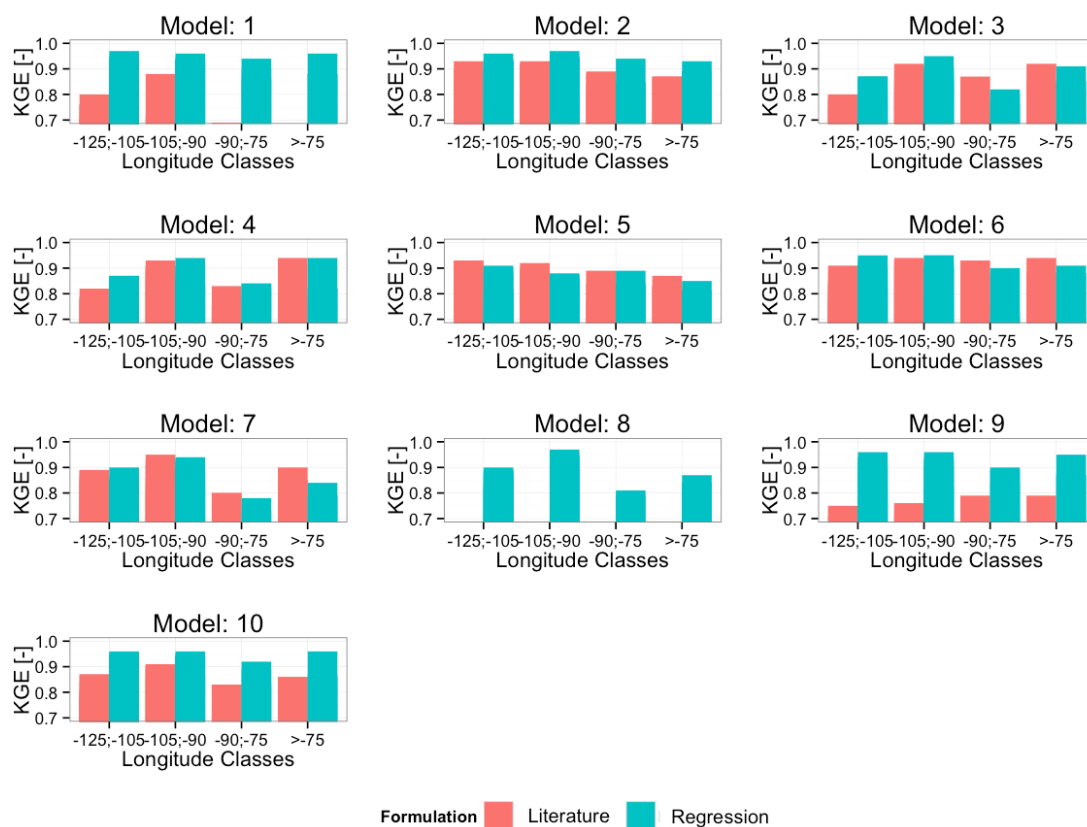 Model: 1
KGE [-]
1.0
0.9
0.8
0.7
-125;-105 -105;-90 -90;-75 >-75
Longitude Classes
Model: 2
KGE [-]
1.0
0.9
0.8
0.7
-125;-105 -105;-90 -90;-75 >-75
Longitude Classes
Model: 3
KGE [-]
1.0
0.9
0.8
0.7
-125;-105 -105;-90 -90;-75 >-75
Longitude Classes
Model: 4
KGE [-]
1.0
0.9
0.8
0.7
-125;-105 -105;-90 -90;-75 >-75
Longitude Classes
Model: 5
KGE [-]
1.0
0.9
0.8
0.7
-125;-105 -105;-90 -90;-75 >-75
Longitude Classes
Model: 6
KGE [-]
1.0
0.9
0.8
0.7
-125;-105 -105;-90 -90;-75 >-75
Longitude Classes
Model: 7
KGE [-]
1.0
0.9
0.8
0.7
-125;-105 -105;-90 -90;-75 >-75
Longitude Classes
Model: 8
KGE [-]
1.0
0.9
0.8
0.7
-125;-105 -105;-90 -90;-75 >-75
Longitude Classes
Model: 9
KGE [-]
1.0
0.9
0.8
0.7
-125;-105 -105;-90 -90;-75 >-75
Longitude Classes
Model: 10
KGE [-]
1.0
0.9
0.8
0.7
-125;-105 -105;-90 -90;-75 >-75
Longitude Classes
Formulation Literature Regression